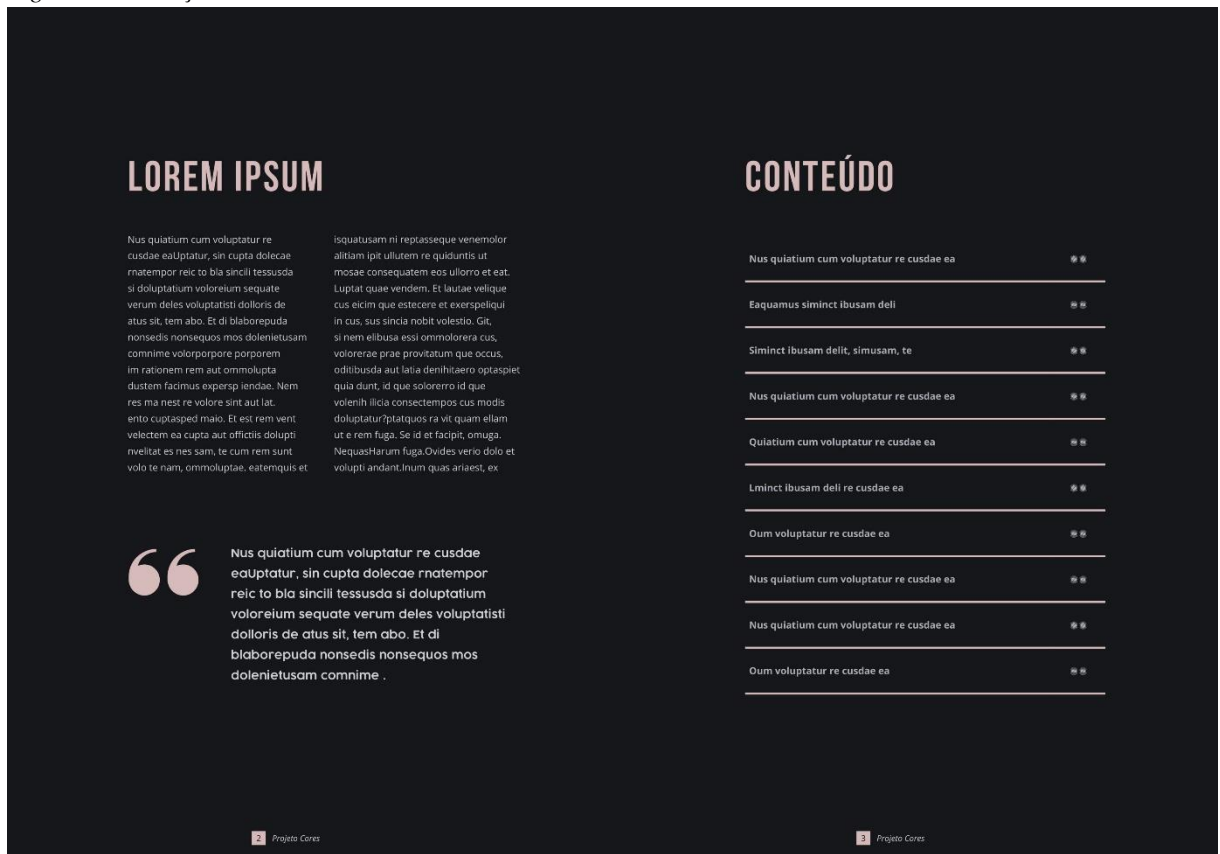 LOREM IPSUM
Nus quiatium cum voluptatur re
cusdae eaUptatur, sin cupta dolecae
rnatempor reic to bla sincili tessusda
si doluptatium voloreium sequate
verum deles voluptatisti dolloris de
atus sit, tem abo. Et di blaborepuda
nonsedis nonsequos mos dolenietusam
comnime volorporpore porporem
im rationem rem aut ommolupta
dustem facimus expersp iendae. Nem
res ma nest re volore sint aut lat.
ento cuptasped maio. Et est rem vent
velectem ea cupta aut offictiis dolupti
nvelitat es nes sam, te cum rem sunt
volo te nam, ommoluptae. eatemquis et
isquatusam ni reptasseque venemolor
alitiam ipit ullutem re quiduntis ut
mosae consequatem eos ullorro et eat.
Luptat quae vendem. Et lautae velique
cus eicim que estecere et exerspeliqui
in cus, sus sincia nobit volestio. Git,
si nem elibusa essi ommolorera cus,
volorerae prae provitatum que occus,
oditibusda aut latia denihitaero optaspiet
quia dunt, id que solorerro id que
volenih ilicia consectempos cus modis
doluptatur?ptatquos ra vit quam ellam
ut e rem fuga. Se id et facipit, omuga.
NequasHarum fuga.Ovides verio dolo et
volupti andant.Inum quas ariaest, ex
Nus quiatium cum voluptatur re cusdae
eaUptatur, sin cupta dolecae rnatempor
reic to bla sincili tessusda si doluptatium
voloreium sequate verum deles voluptatisti
dolloris de atus sit, tem abo. Et di
blaborepuda nonsedis nonsequos mos
dolenietusam comnime .
2 Projeto Cores
CONTEÚDO
Nus quiatium cum voluptatur re cusdae ea
Eaquamus siminct ibusam deli
Siminct ibusam delit, simusam, te
Nus quiatium cum voluptatur re cusdae ea
Quiatium cum voluptatur re cusdae ea
Lminct ibusam deli re cusdae ea
Oum voluptatur re cusdae ea
Nus quiatium cum voluptatur re cusdae ea
Nus quiatium cum voluptatur re cusdae ea
Oum voluptatur re cusdae ea
3 Projeto Cores